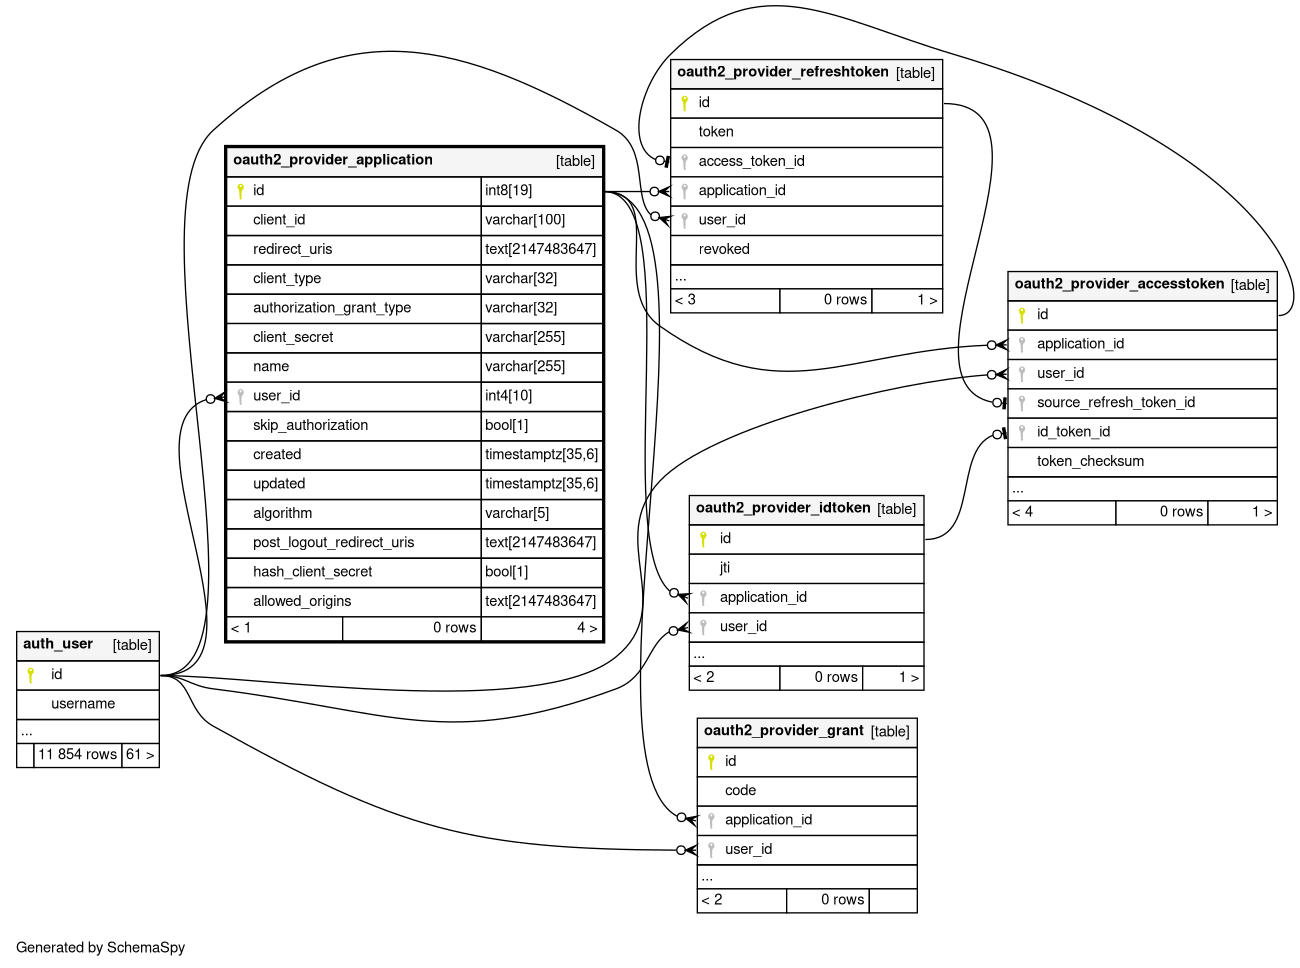 oauth2_provider_refreshtoken [table]
id
token
access_token_id
application_id
user_id
revoked
...
< 3 0 rows 1 >
oauth2_provider_application [table]
id int8[19]
client_id varchar[100]
redirect_uris text[2147483647]
client_type varchar[32]
authorization_grant_type varchar[32]
client_secret varchar[255]
name varchar[255]
user_id int4[10]
skip_authorization bool[1]
created timestamptz[35,6]
updated timestamptz[35,6]
algorithm varchar[5]
post_logout_redirect_uris text[2147483647]
hash_client_secret bool[1]
allowed_origins text[2147483647]
< 1 0 rows 4 >
oauth2_provider_accesstoken [table]
id
application_id
user_id
source_refresh_token_id
id_token_id
token_checksum
...
< 4 0 rows 1 >
oauth2_provider_idtoken [table]
id
jti
application_id
user_id
...
< 2 0 rows 1 >
auth_user [table]
id
username
...
11 854 rows 61 >
oauth2_provider_grant [table]
id
code
application_id
user_id
...
< 2 0 rows
Generated by SchemaSpy